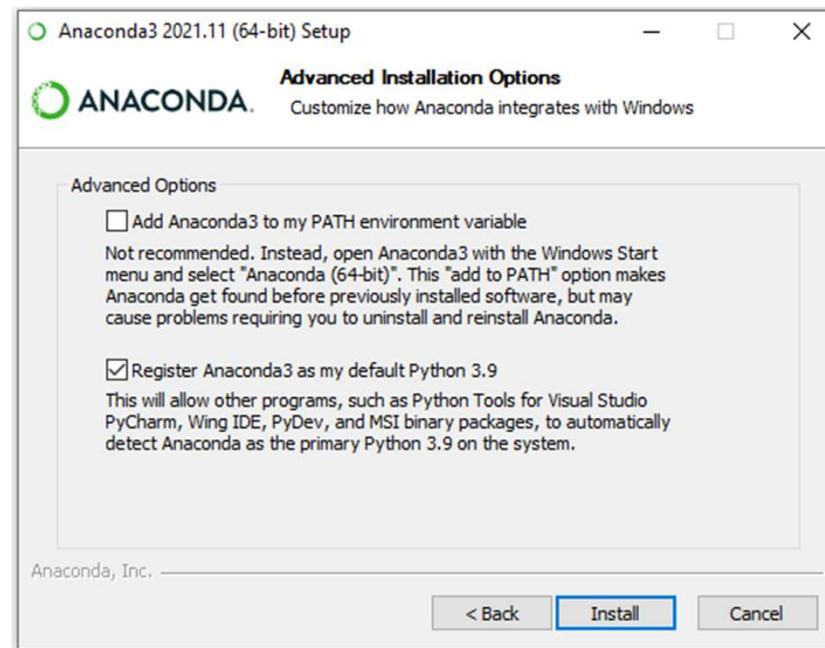 Anaconda3 2021.11 (64-bit) Setup
ANACONDA.
Advanced Installation Options
Customize how Anaconda integrates with Windows
Advanced Options
Add Anaconda3 to my PATH environment variable
Not recommended. Instead, open Anaconda3 with the Windows Start
menu and select "Anaconda (64-bit)". This "add to PATH" option makes
Anaconda get found before previously installed software, but may
cause problems requiring you to uninstall and reinstall Anaconda.
Register Anaconda3 as my default Python 3.9
This will allow other programs, such as Python Tools for Visual Studio
PyCharm, Wing IDE, PyDev, and MSI binary packages, to automatically
detect Anaconda as the primary Python 3.9 on the system.
Anaconda, Inc.
< Back Install Cancel